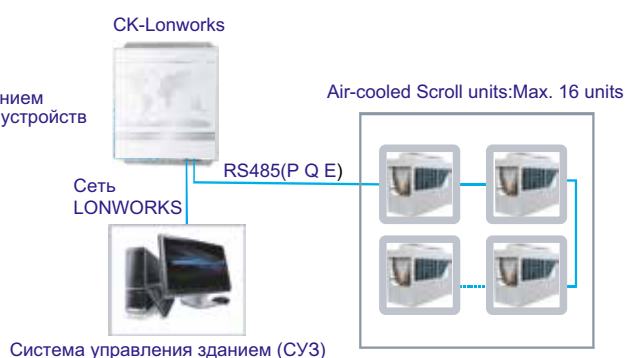 CK-Lonworks
нием
устройств
Air-cooled Scroll units:Max. 16 units
RS485(P Q E)
Сеть
LONWORKS
Система управления зданием (СУЗ)